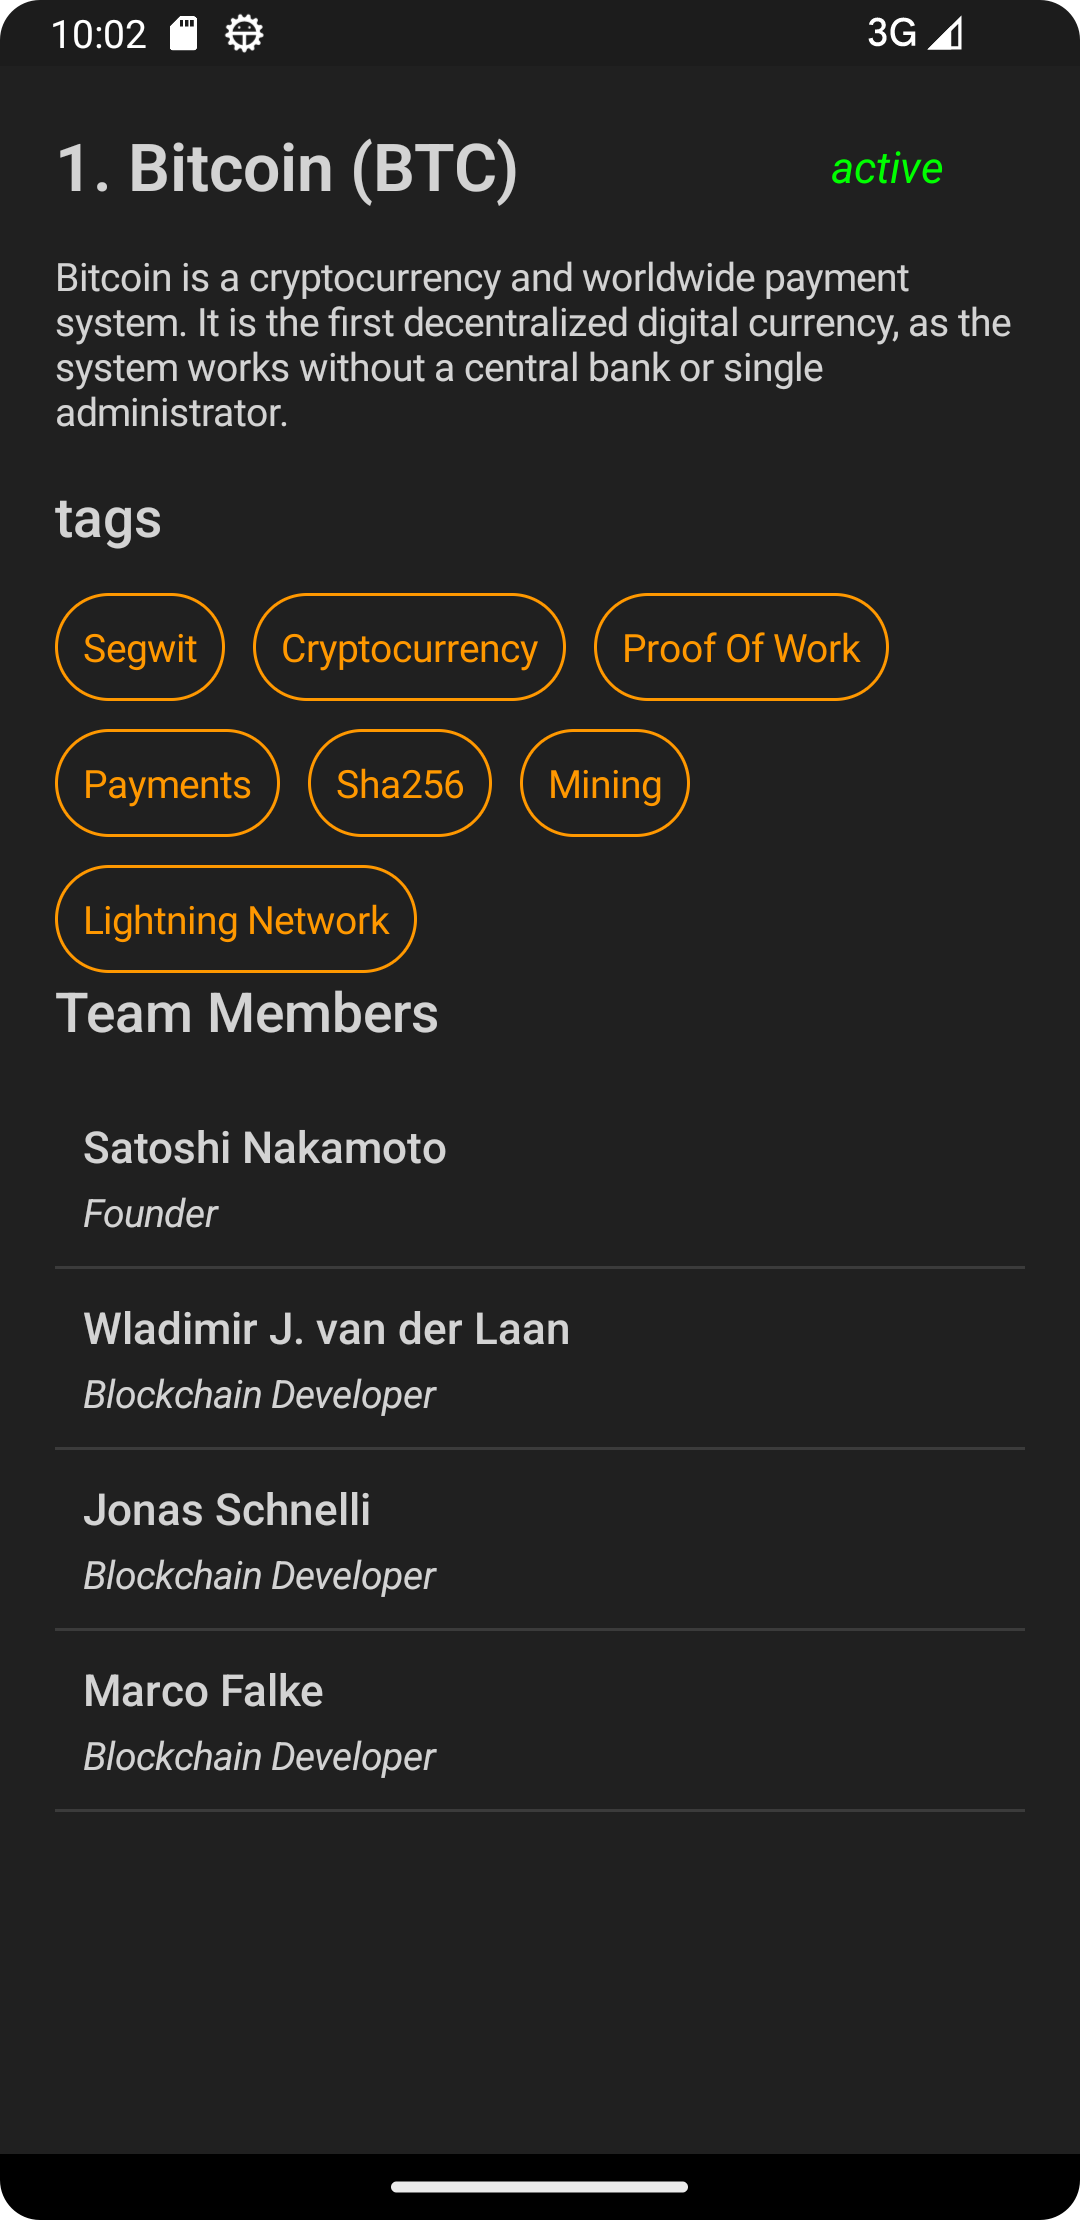 10:02 3G
1. Bitcoin (BTC) active
Bitcoin is a cryptocurrency and worldwide payment
system. It is the first decentralized digital currency, as the
system works without a central bank or single
administrator.
tags
Segwit Cryptocurrency Proof Of Work
Payments Sha256 Mining
Lightning Network
Team Members
Satoshi Nakamoto
Founder
Wladimir J. van der Laan
Blockchain Developer
Jonas Schnelli
Blockchain Developer
Marco Falke
Blockchain Developer